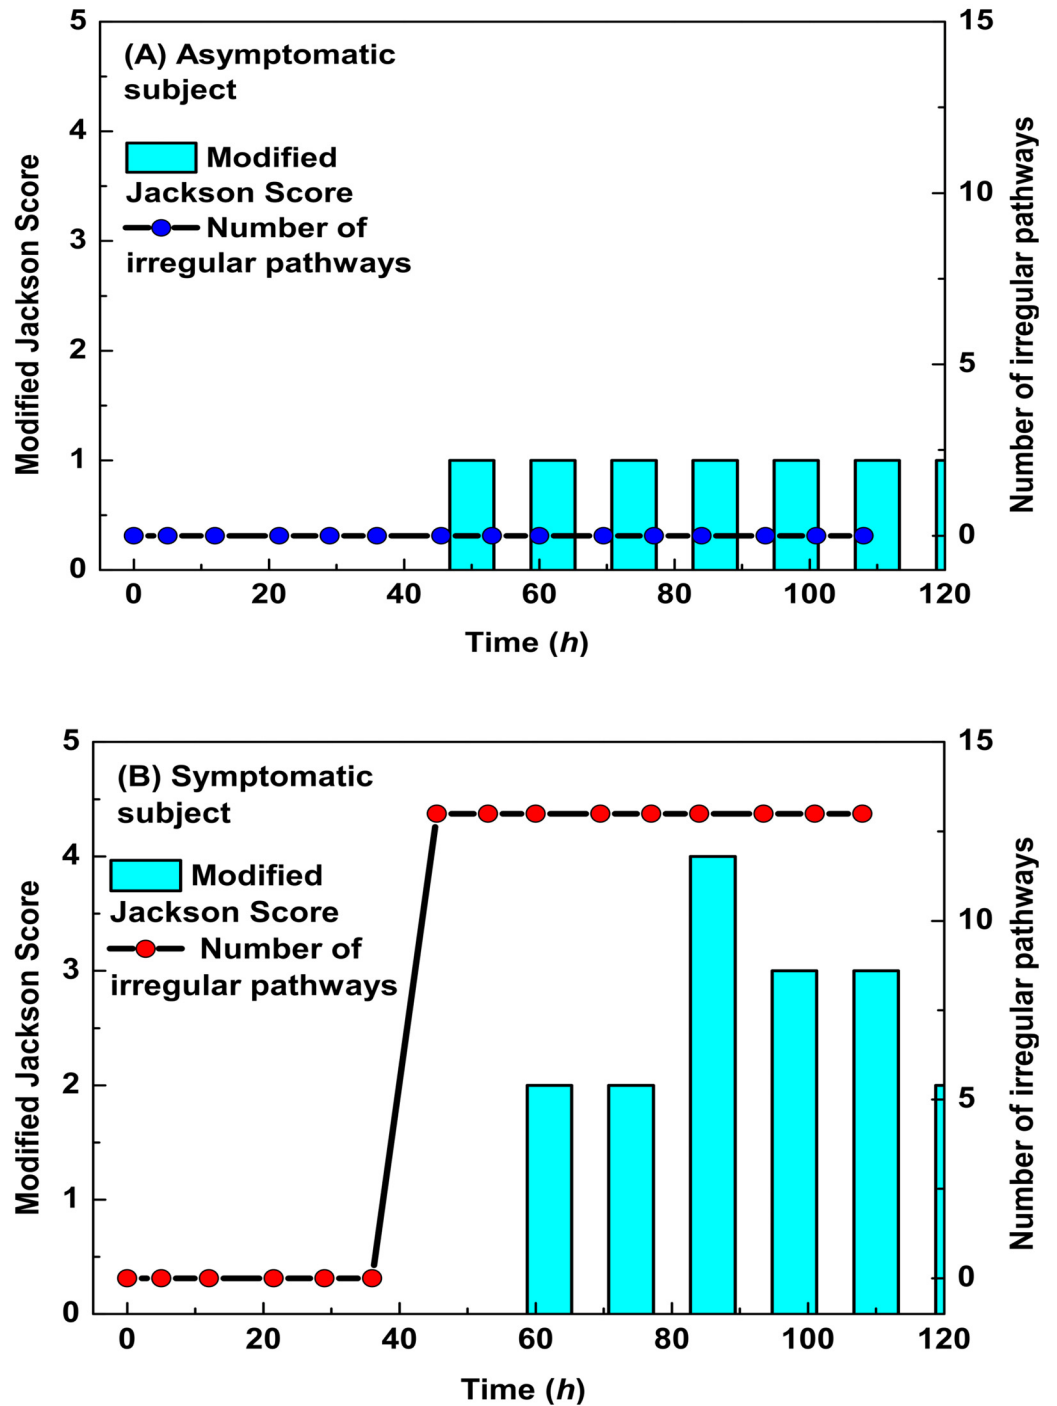 5
15
(A) Asymptomatic
subject
4
Modified
Jackson Score
10
Number of
irregular pathways
3
Modified Jackson Score
Number of irregular pathways
2
5
1
0
0
0
20
40
60
80
100
120
Time (h)
5
15
(B) Symptomatic
subject
4
Modified
Jackson Score
10
Number of
irregular pathways
3
Modified Jackson Score
Number of irregular pathways
2
5
1
0
0
0
20
40
60
80
100
120
Time (h)